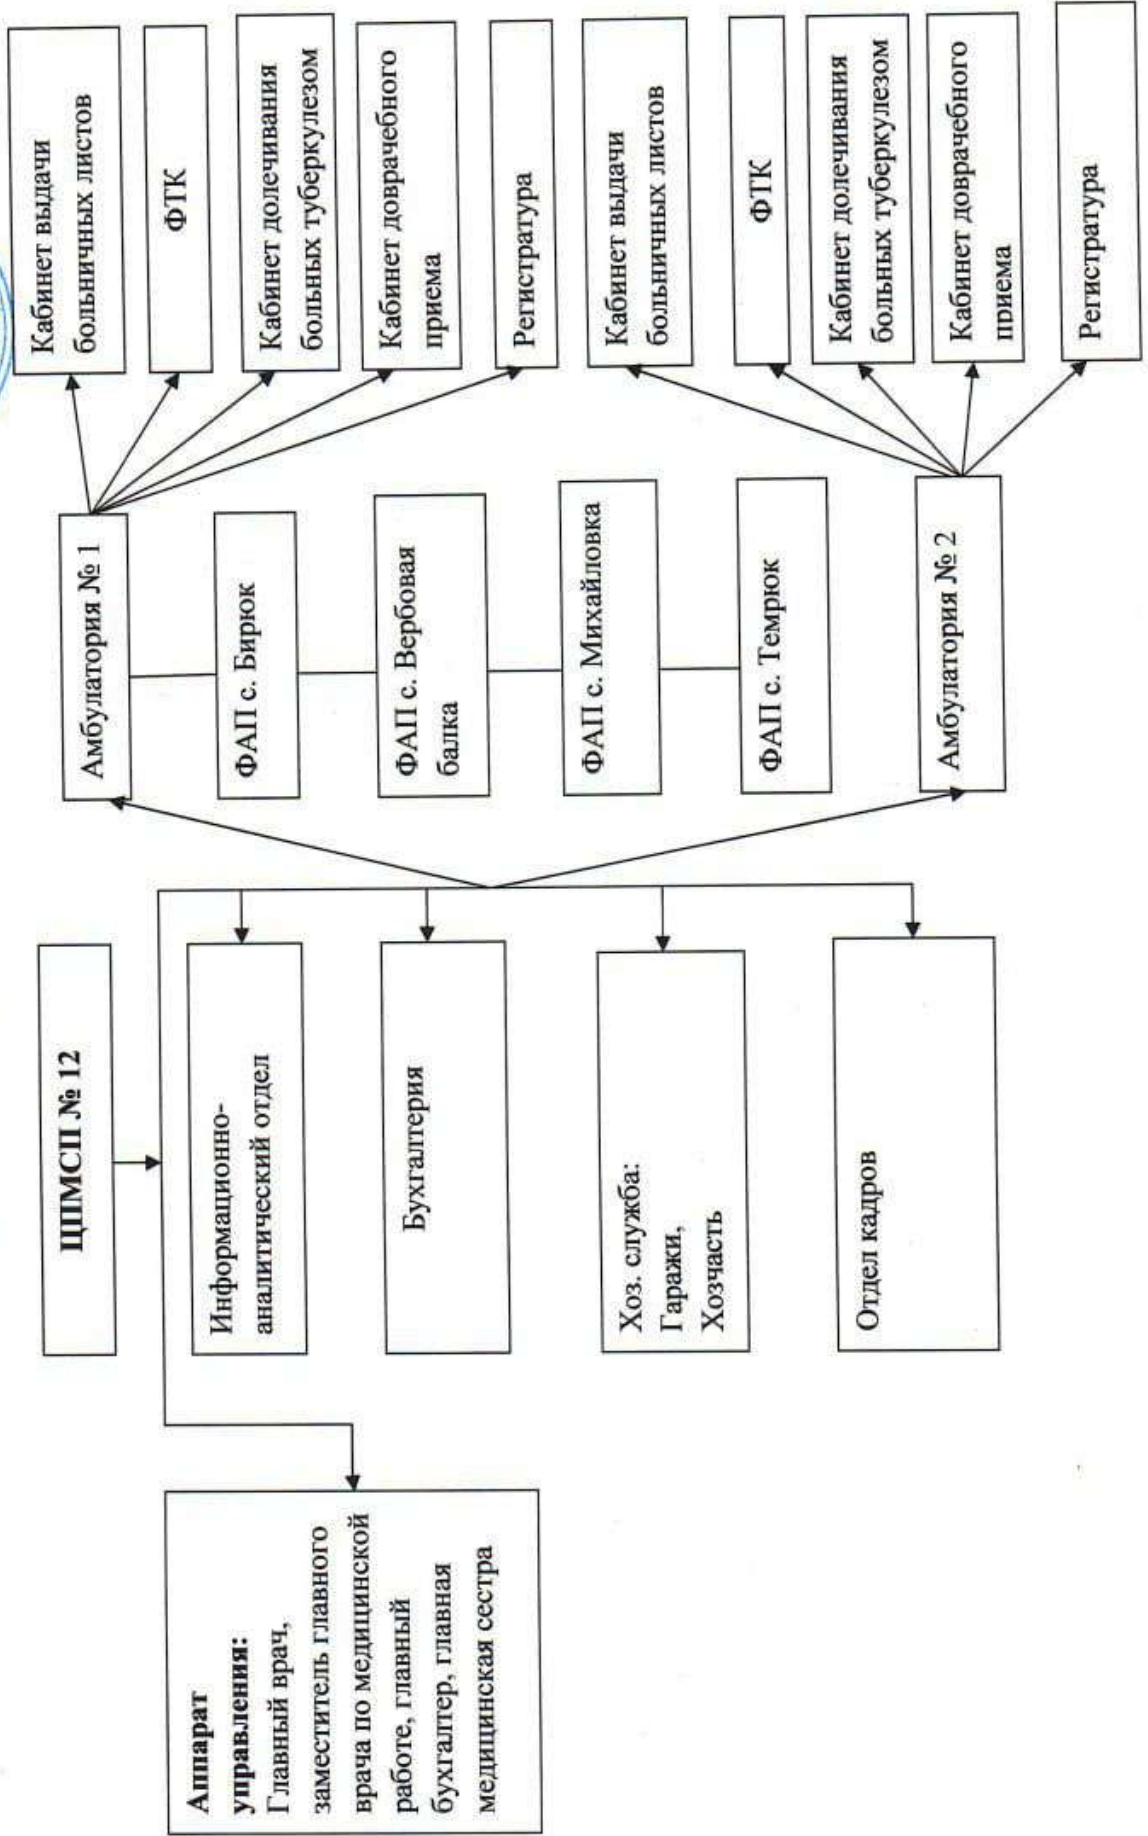 ЦПМСП № 12
Аппарат
управления:
Главный врач,
заместитель главного
врача по медицинской
работе, главный
бухгалтер, главная
медицинская сестра
Информационно-
аналитический отдел
Бухгалтерия
Хоз. служба:
Гаражи,
Хозчасть
Отдел кадров
Амбулатория № 1
ФАП с. Бирюк
ФАП с. Вербовая
балка
ФАП с. Михайловка
ФАП с. Темрюк
Амбулатория № 2
Кабинет выдачи
больничных листов
ФТК
Кабинет долечивания
больных туберкулезом
Кабинет доврачебного
приема
Регистратура
Кабинет выдачи
больничных листов
ФТК
Кабинет долечивания
больных туберкулезом
Кабинет доврачебного
приема
Регистратура